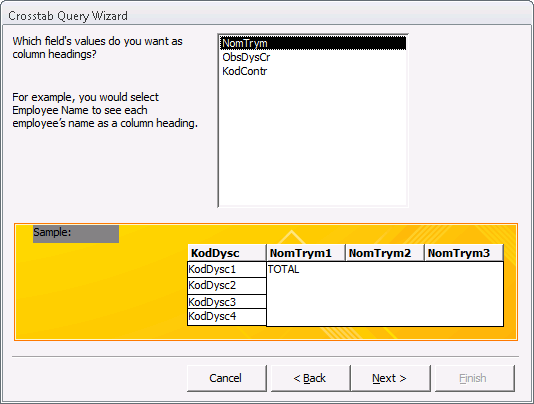 Crosstab Query Wizard
Which field's values do you want as
column headings?
For example, you would select
Employee Name to see each
employee's name as a column heading.
NomTrym
ObsDysCr
KodContr
Sample:
KodDysc NomTrym1 NomTrym2 NomTrym3
KodDysc1 TOTAL
KodDysc2
KodDysc3
KodDysc4
Cancel < Back Next > Finish